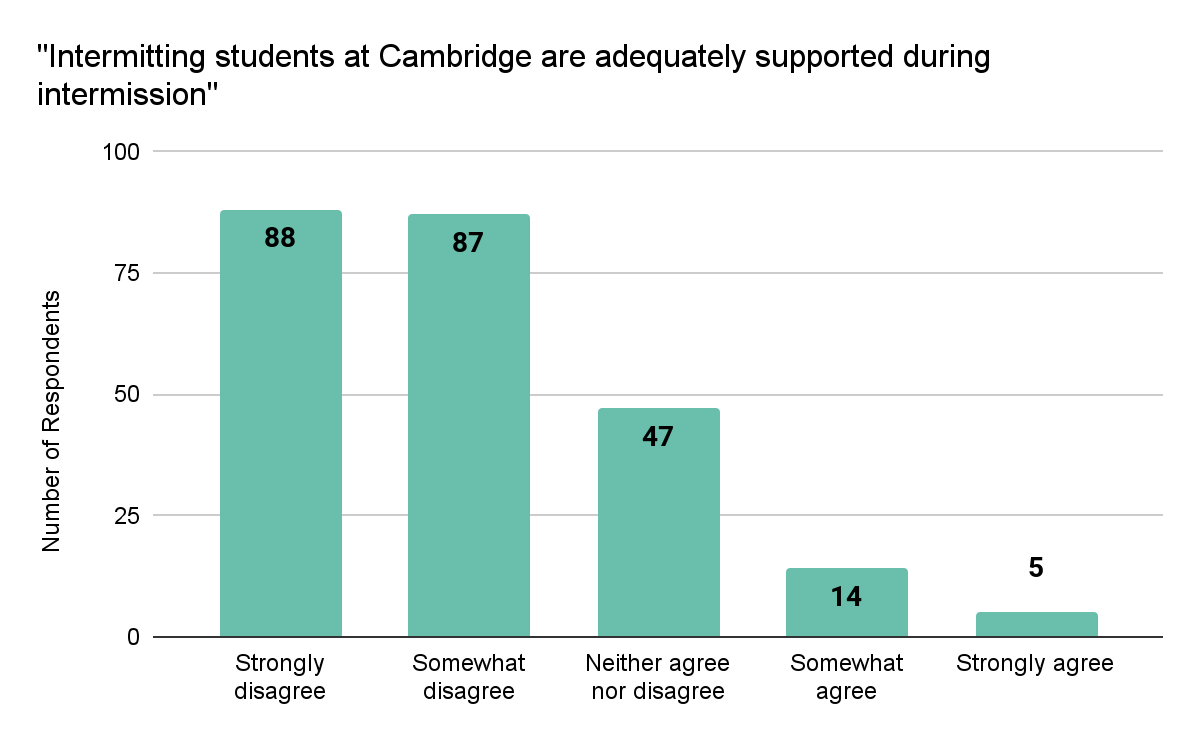 "Intermitting students at Cambridge are adequately supported during
intermission"
Number of Respondents
100
75
50
25
0
88
87
47
14
5
Strongly
disagree
Somewhat
disagree
Neither agree
nor disagree
Somewhat
agree
Strongly agree